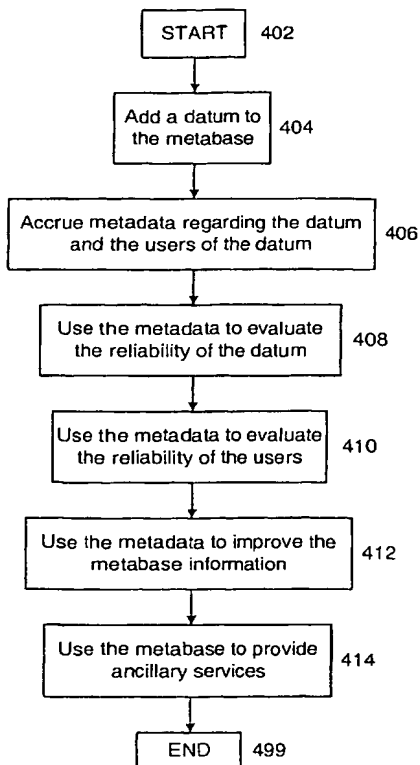 START 402
Add a datum to
the metabase 404
Accrue metadata regarding the datum
and the users of the datum 406
Use the metadata to evaluate
the reliability of the datum 408
Use the metadata to evaluate
the reliability of the users 410
Use the metadata to improve the
metabase information 412
Use the metabase to provide
ancillary services 414
END 499